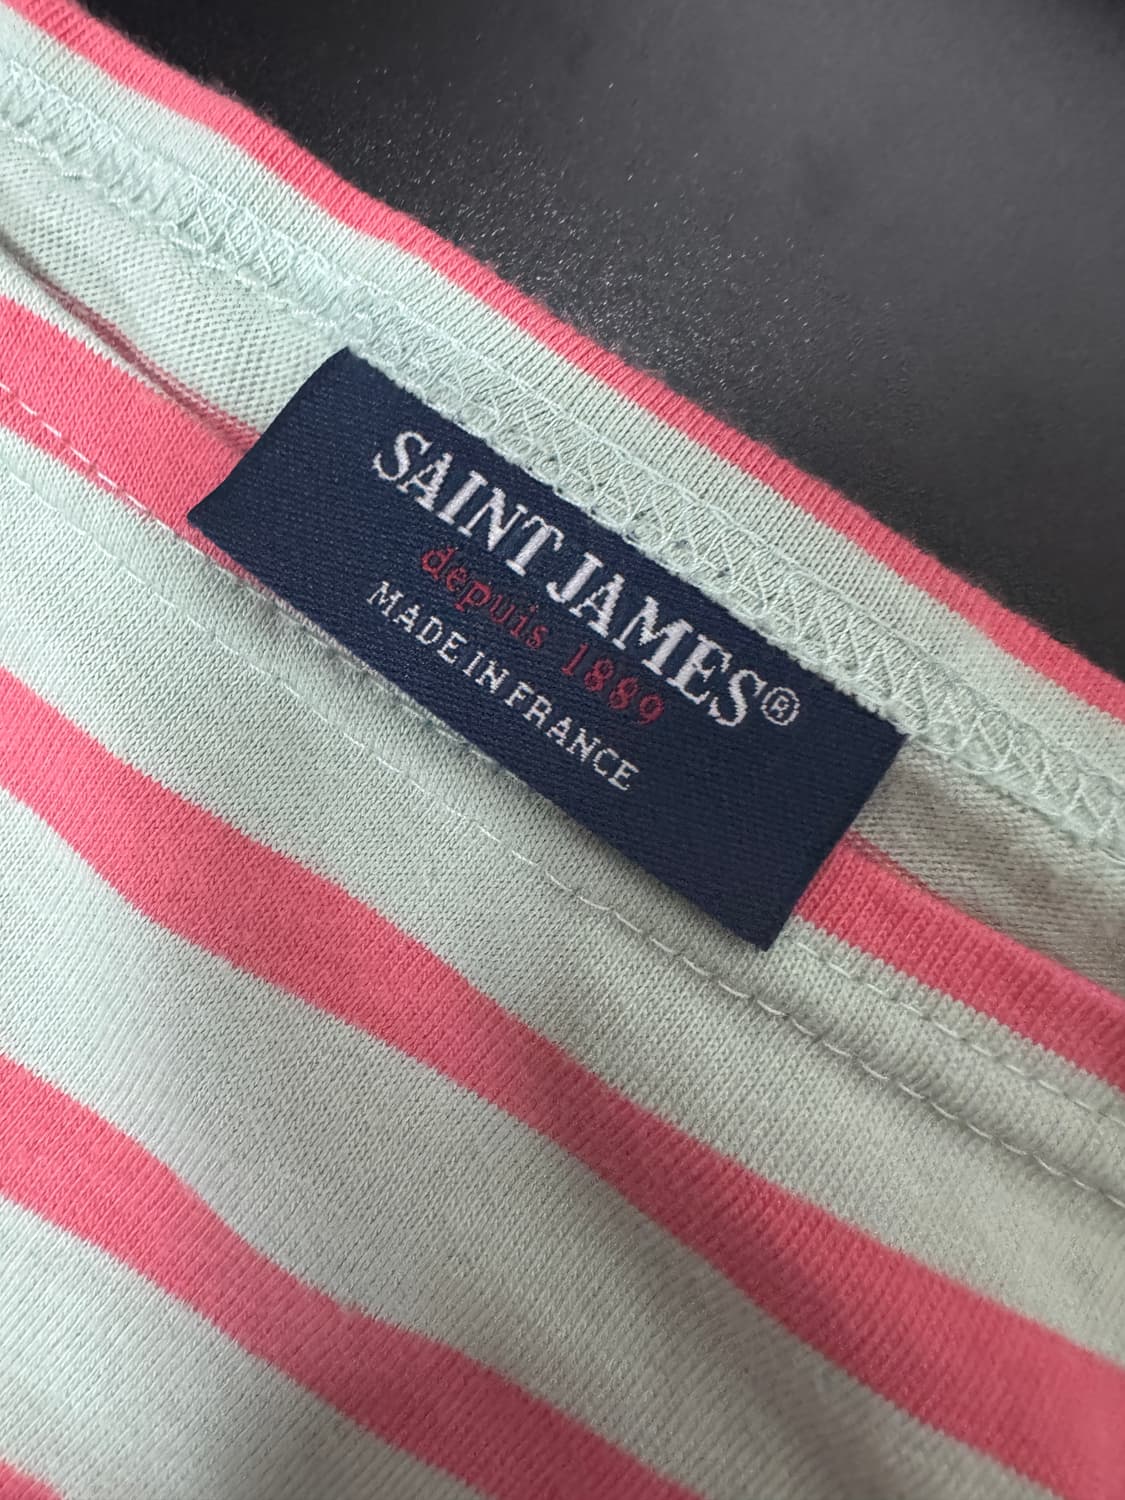 SAINT JAMES®
depuis 1889
MADE IN FRANCE